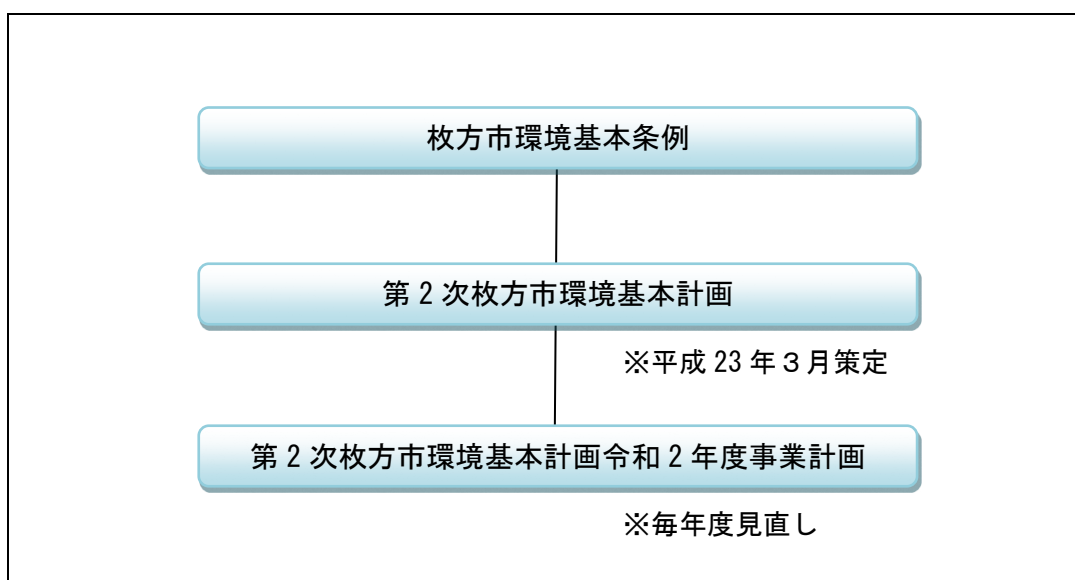 枚方市環境基本条例
第2次枚方市環境基本計画
※平成23年３月策定
第2次枚方市環境基本計画令和2年度事業計画
※毎年度見直し